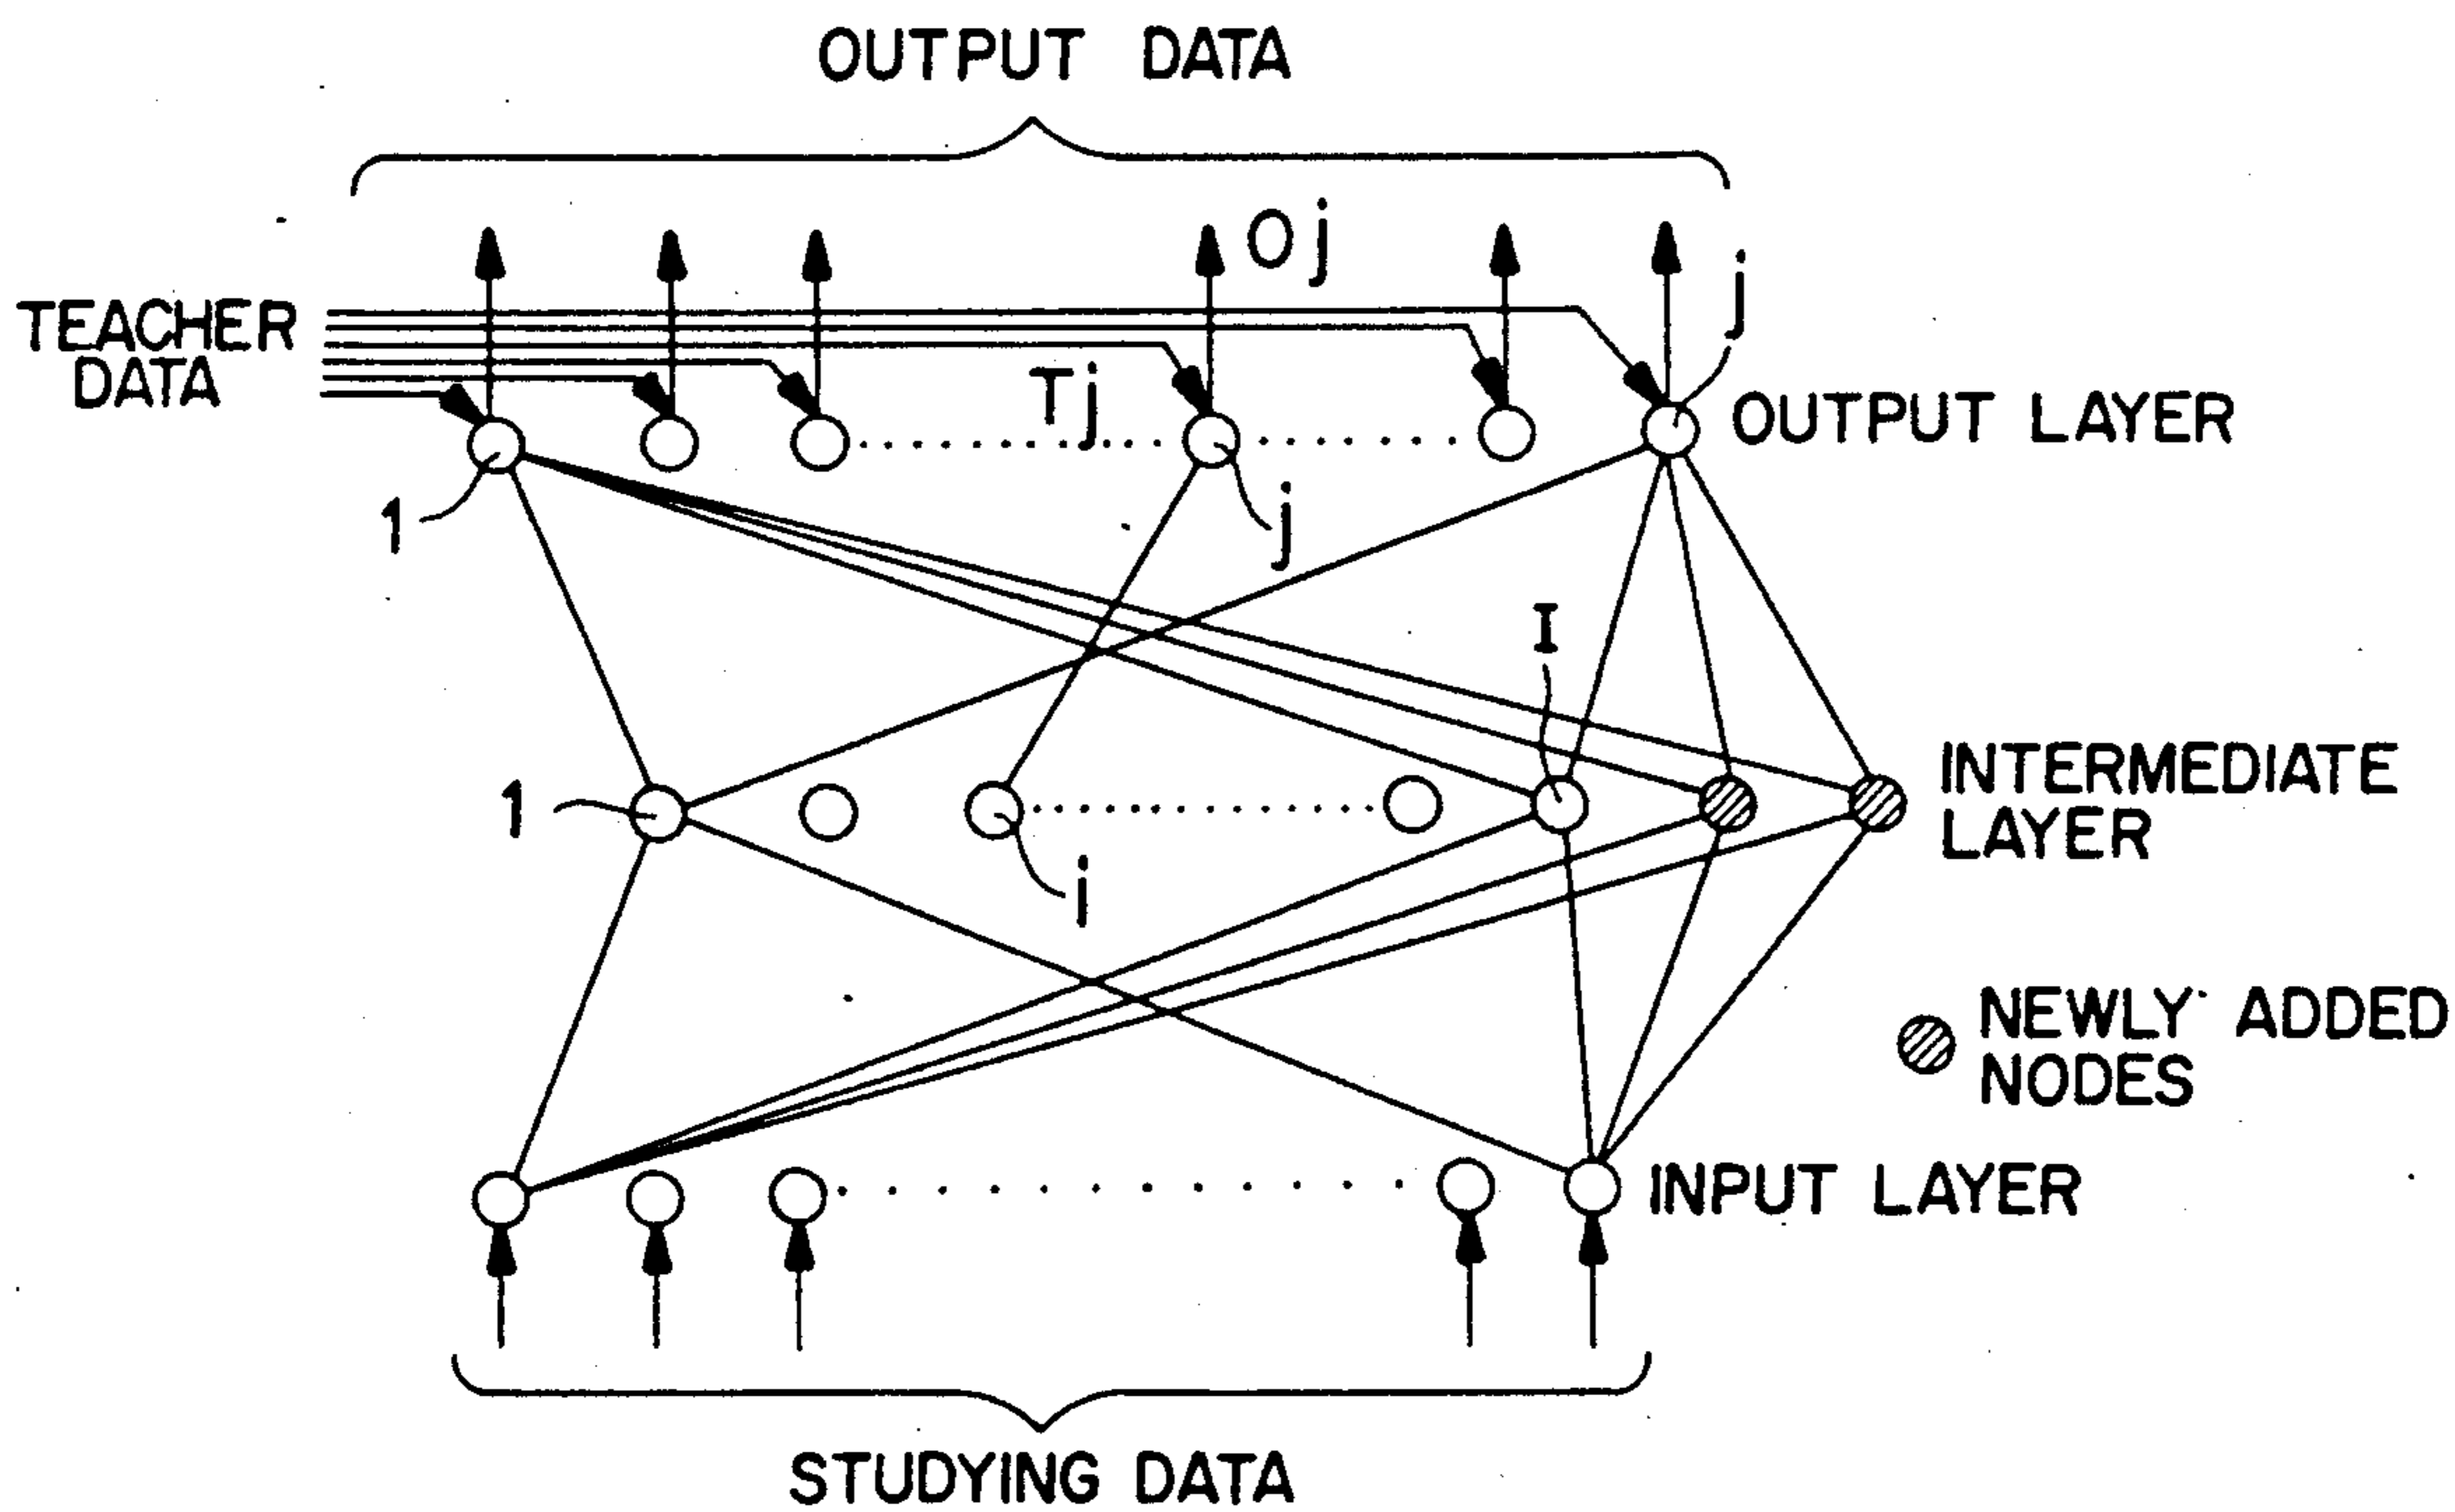 OUTPUT DATA
Oj
j
TEACHER
DATA
Tj
OUTPUT LAYER
1
j
I
1
i
INTERMEDIATE
LAYER
NEWLY ADDED
NODES
INPUT LAYER
STUDYING DATA